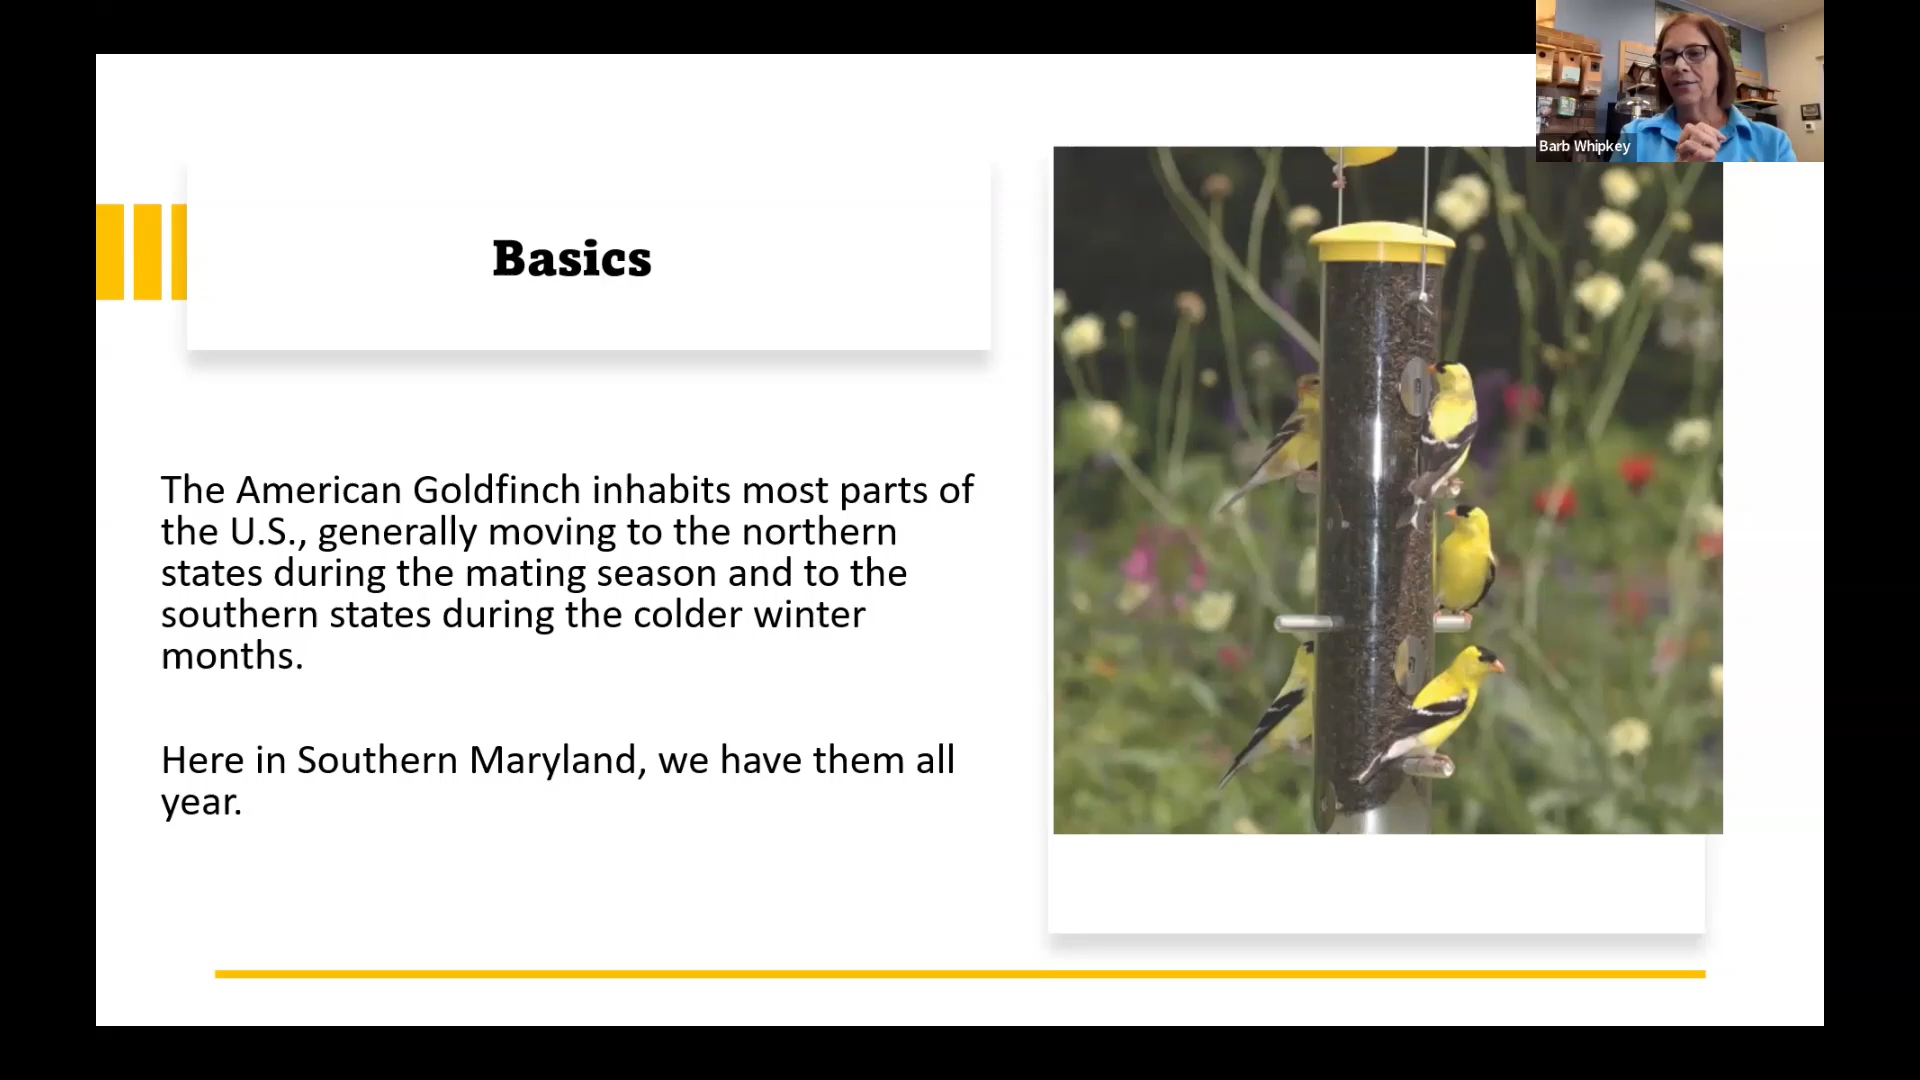 Barb Whipkey
Basics
The American Goldfinch inhabits most parts of
the U.S., generally moving to the northern
states during the mating season and to the
southern states during the colder winter
months.
Here in Southern Maryland, we have them all
year.